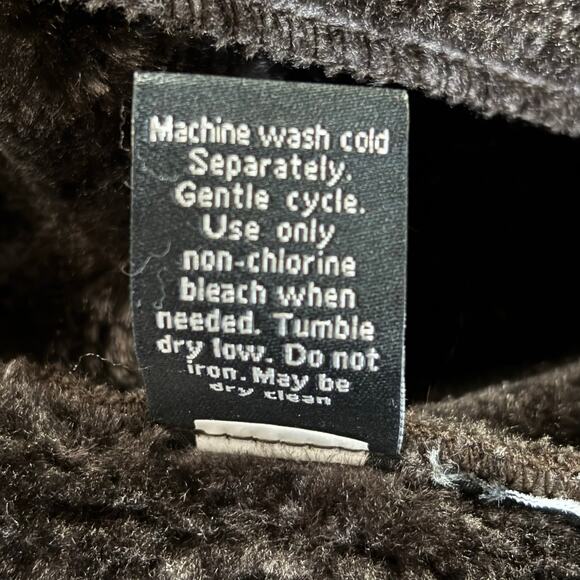 Machine wash cold
Separately.
Gentle cycle.
Use only
non-chlorine
bleach when
needed. Tumble
dry low. Do not
iron. May be
dry clean